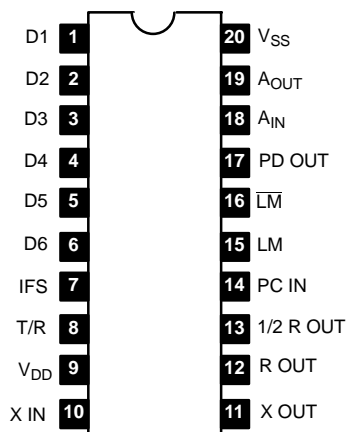 D1 1 20 VSS
D2 2 19 AOUT
D3 3 18 AIN
D4 4 17 PD OUT
D5 5 16 L̅M̅
D6 6 15 LM
IFS 7 14 PC IN
T/R 8 13 1/2 R OUT
VDD 9 12 R OUT
X IN 10 11 X OUT